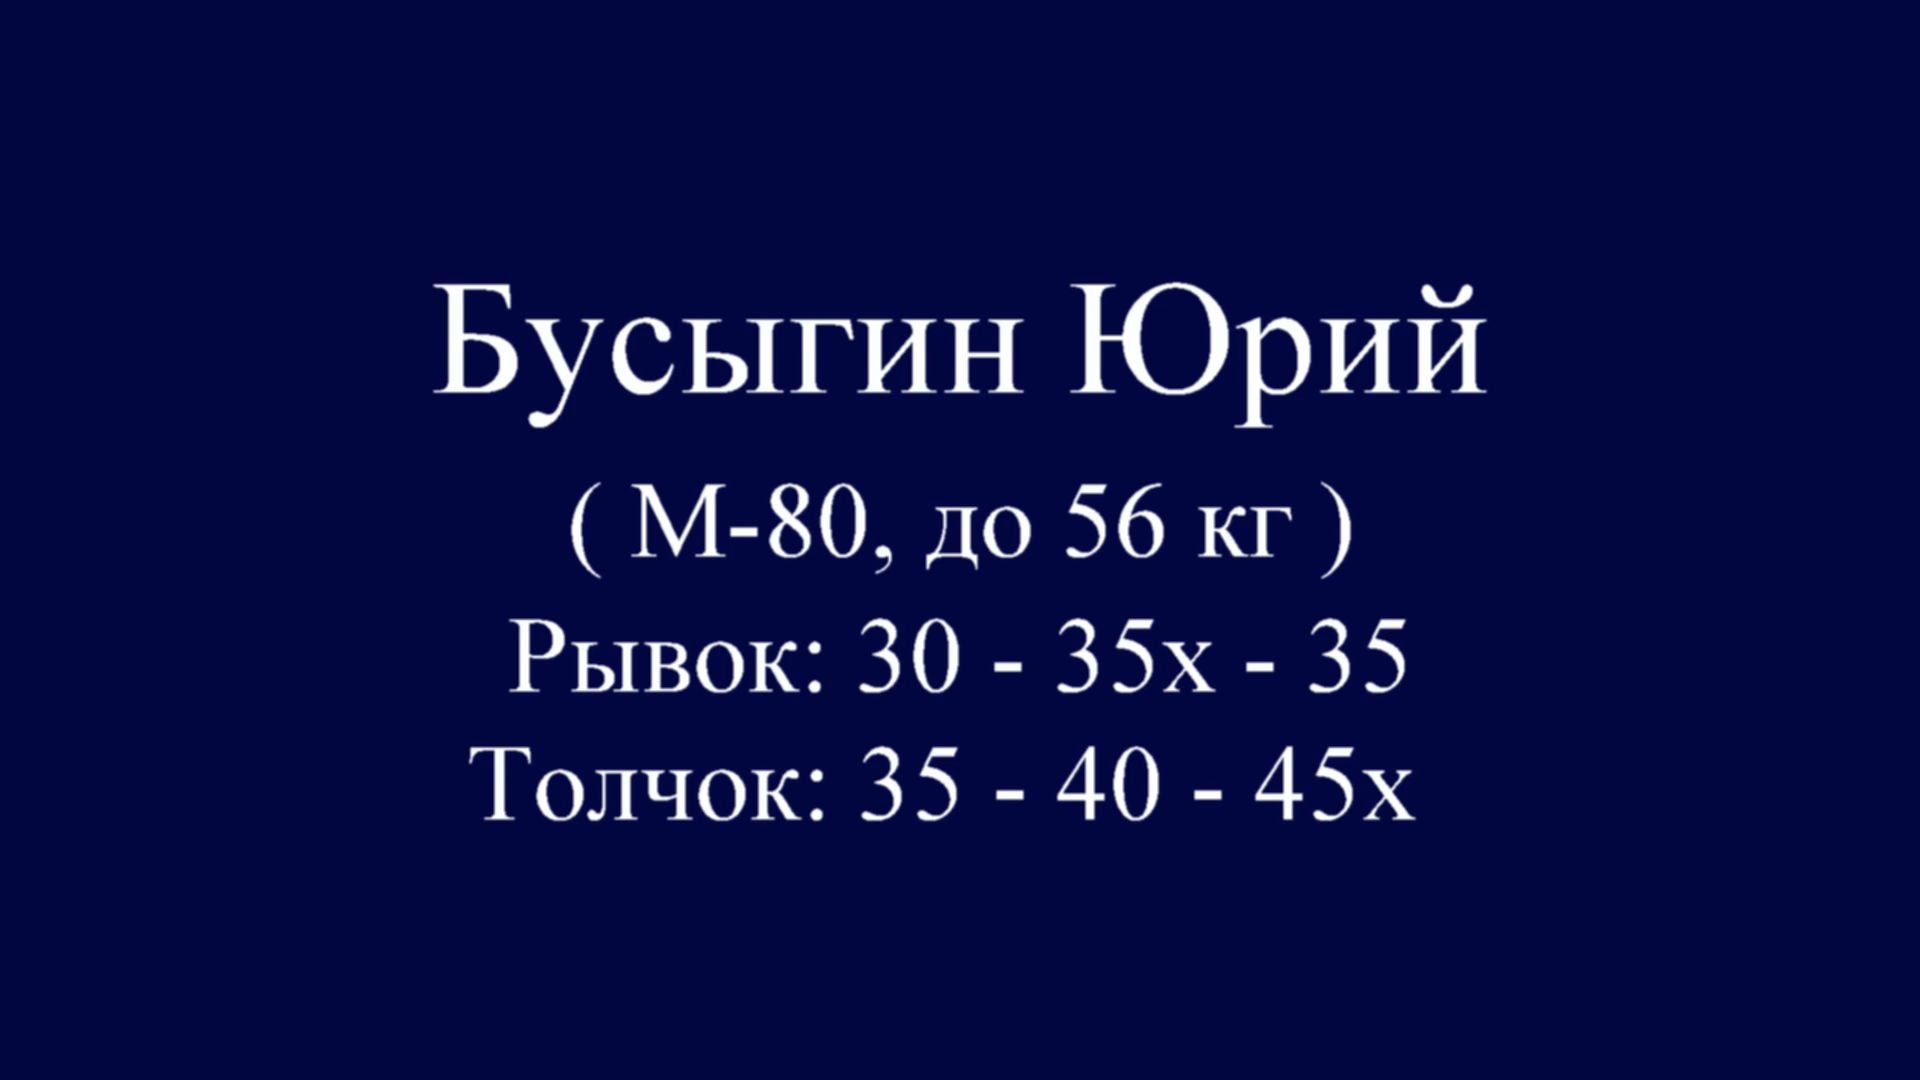 Бусыгин Юрий
( М-80, до 56 кг )
Рывок: 30 - 35х - 35
Толчок: 35 - 40 - 45х